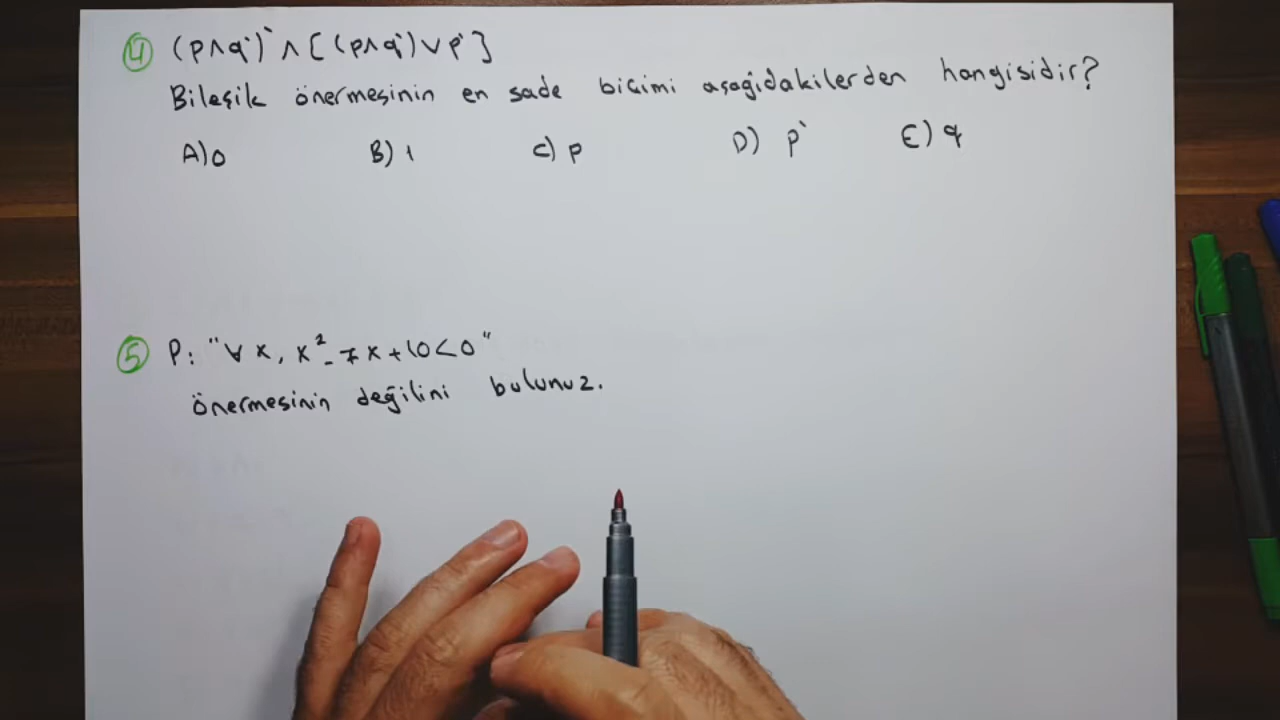 4 (p∧q')' ∧ [(p∧q')∨p']
Bileşik önermesinin en sade biçimi aşağıdakilerden hangisidir?
A) 0 B) 1 C) p D) p' E) q
5 P: "∀x, x²-7x+10<0"
önermesinin değilini bulunuz.